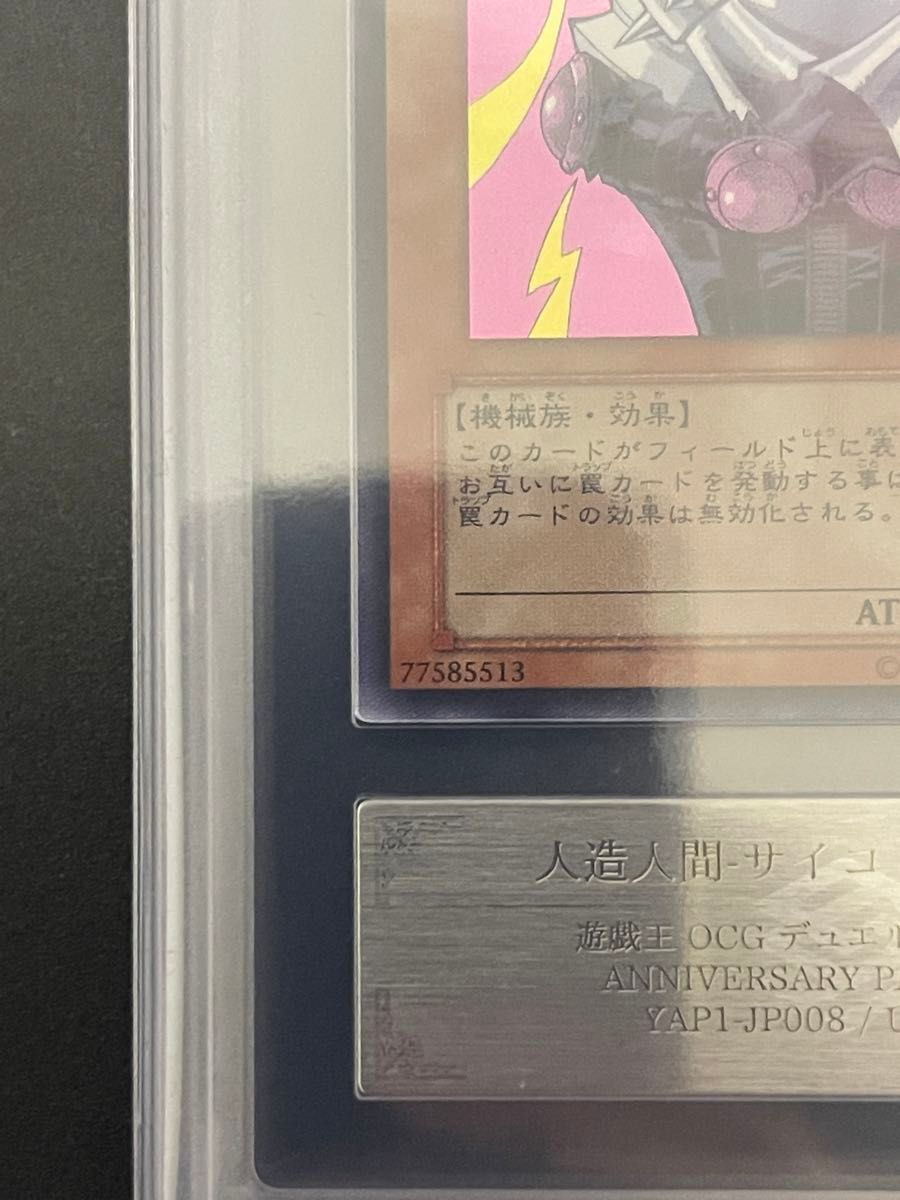 【機械族・効果】
このカードがフィールド上に表
お互いに罠カードを発動する事に
罠カードの効果は無効化される。
AT
77585513
©
人造人間-サイコ
遊戯王 OCG デュエル
ANNIVERSARY P
YAP1-JP008 / U